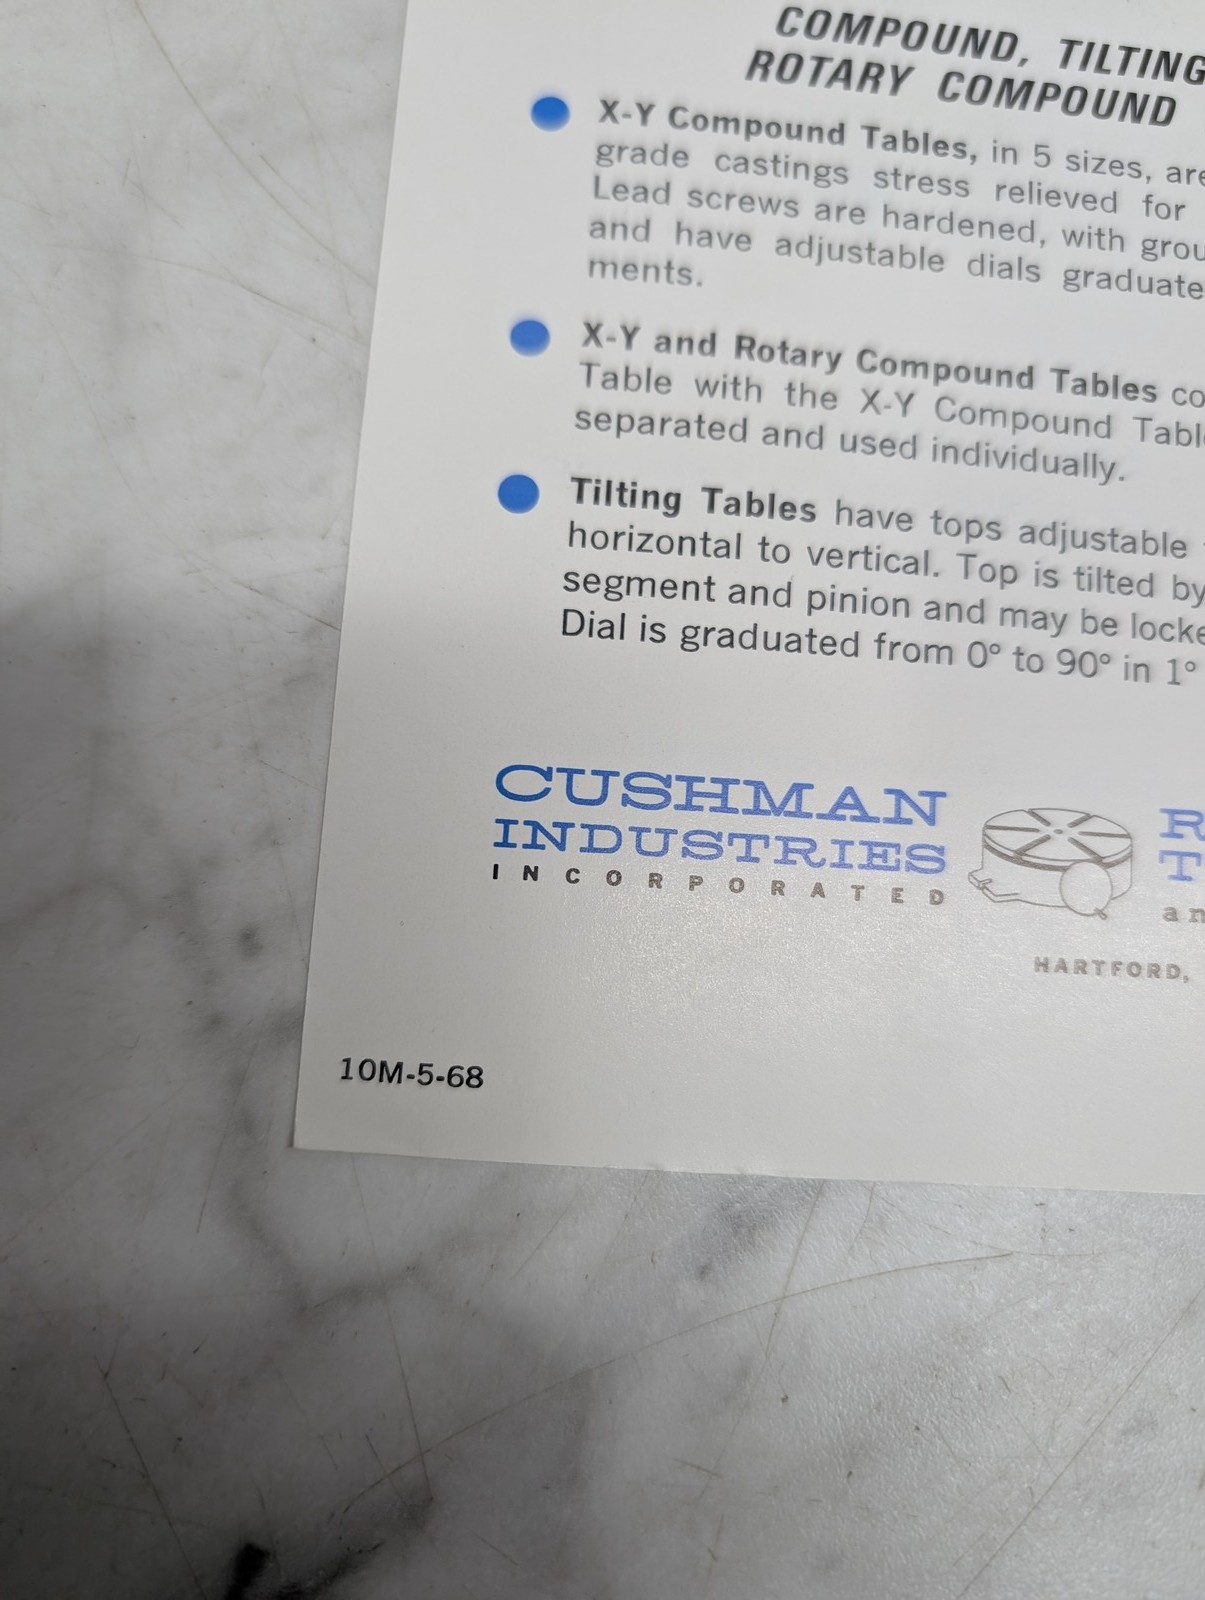 COMPOUND, TILTING
ROTARY COMPOUND
X-Y Compound Tables, in 5 sizes, are
grade castings stress relieved for
Lead screws are hardened, with grou
and have adjustable dials graduate
ments.
X-Y and Rotary Compound Tables co
Table with the X-Y Compound Table
separated and used individually.
Tilting Tables have tops adjustable
horizontal to vertical. Top is tilted by
segment and pinion and may be locke
Dial is graduated from 0° to 90° in 1°
CUSHMAN
INDUSTRIES
INCORPORATED
R
T
an
HARTFORD,
10M-5-68